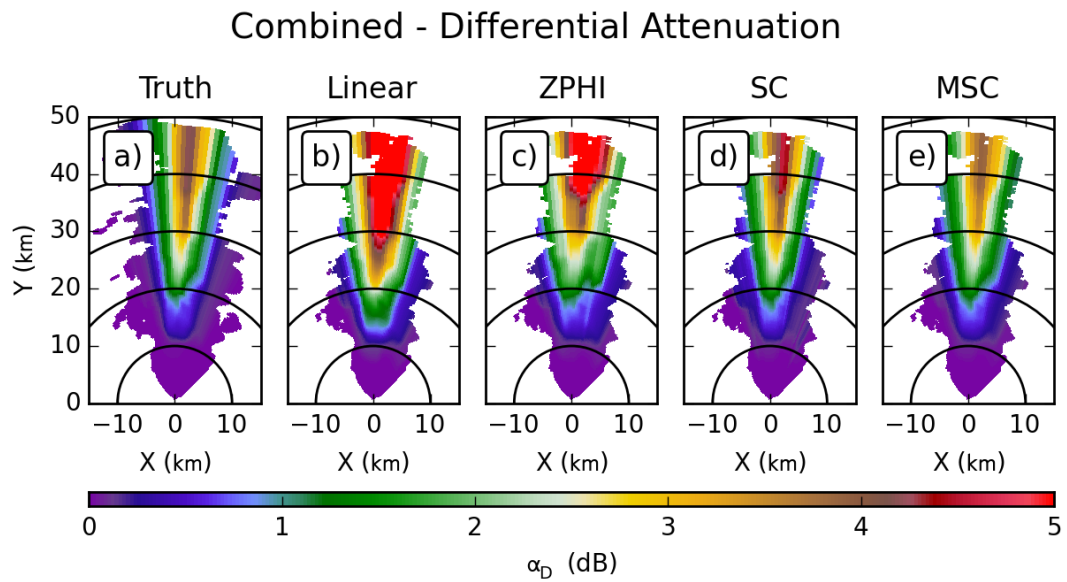 Combined - Differential Attenuation
Truth Linear ZPHI SC MSC
a) b) c) d) e)
50
40
30
20
10
0
Y (km)
−10 0 10 −10 0 10 −10 0 10 −10 0 10 −10 0 10
X (km) X (km) X (km) X (km) X (km)
0 1 2 3 4 5
α_D (dB)